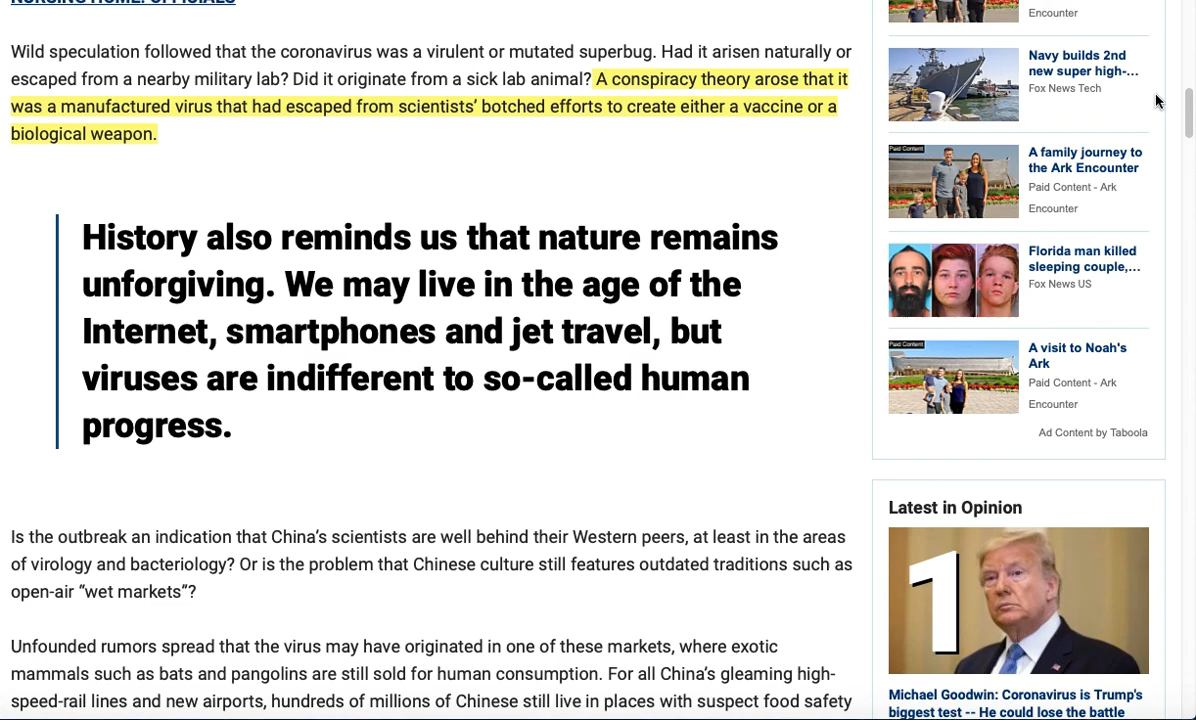 Wild speculation followed that the coronavirus was a virulent or mutated superbug. Had it arisen naturally or
escaped from a nearby military lab? Did it originate from a sick lab animal? A conspiracy theory arose that it
was a manufactured virus that had escaped from scientists’ botched efforts to create either a vaccine or a
biological weapon.
History also reminds us that nature remains
unforgiving. We may live in the age of the
Internet, smartphones and jet travel, but
viruses are indifferent to so-called human
progress.
Is the outbreak an indication that China’s scientists are well behind their Western peers, at least in the areas
of virology and bacteriology? Or is the problem that Chinese culture still features outdated traditions such as
open-air “wet markets”?
Unfounded rumors spread that the virus may have originated in one of these markets, where exotic
mammals such as bats and pangolins are still sold for human consumption. For all China’s gleaming high-
speed-rail lines and new airports, hundreds of millions of Chinese still live in places with suspect food safety
Encounter
Navy builds 2nd
new super high-...
Fox News Tech
Paid Content
A family journey to
the Ark Encounter
Paid Content - Ark
Encounter
Florida man killed
sleeping couple,...
Fox News US
Paid Content
A visit to Noah's
Ark
Paid Content - Ark
Encounter
Ad Content by Taboola
Latest in Opinion
1
Michael Goodwin: Coronavirus is Trump's
biggest test -- He could lose the battle